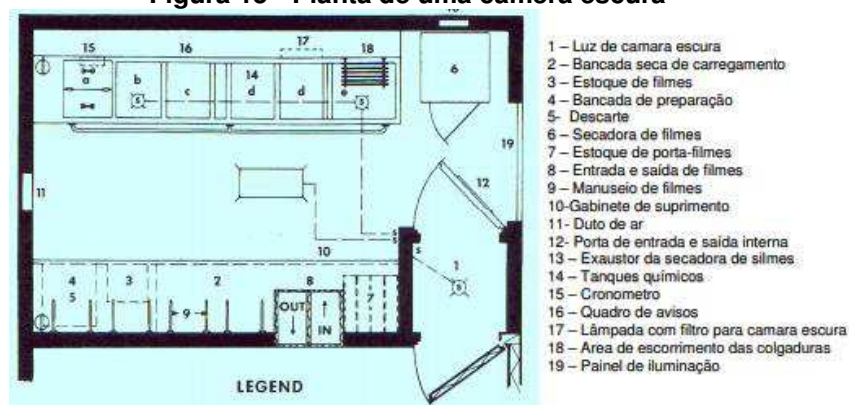 Figura 13 - Planta de uma câmera escura
15 16 17 18
a b c 14 d d e 6
S S
19
11
12
S
S
10 S 1
S
4 3 2 8 7
5 9 OUT IN
LEGEND
1 – Luz de camara escura
2 – Bancada seca de carregamento
3 – Estoque de filmes
4 – Bancada de preparação
5- Descarte
6 – Secadora de filmes
7 – Estoque de porta-filmes
8 – Entrada e saída de filmes
9 – Manuseio de filmes
10-Gabinete de suprimento
11- Duto de ar
12- Porta de entrada e saída interna
13 – Exaustor da secadora de silmes
14 – Tanques químicos
15 – Cronometro
16 – Quadro de avisos
17 – Lâmpada com filtro para camara escura
18 – Area de escorrimento das colgaduras
19 – Painel de iluminação